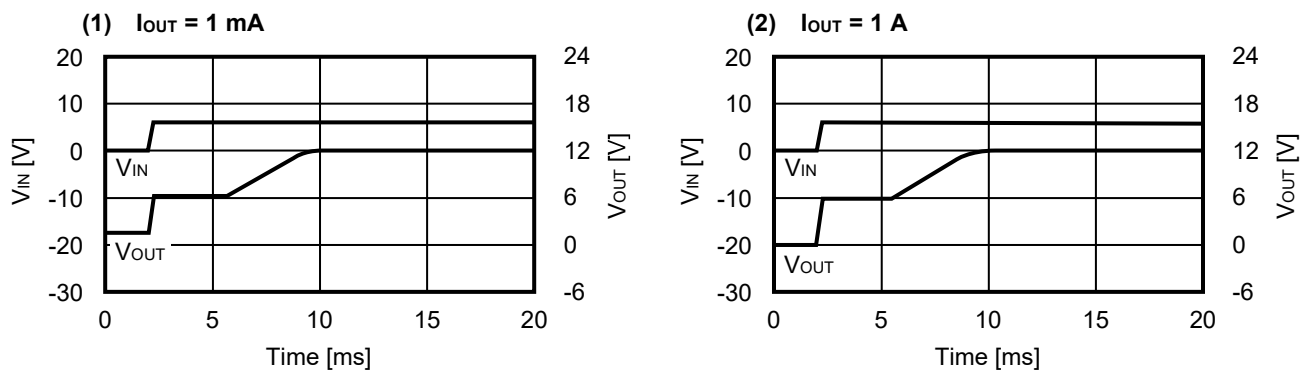 (1) IOUT = 1 mA
20
10
0
-10
-20
-30
VIN [V]
24
18
12
6
0
-6
VOUT [V]
VIN
VOUT
0 5 10 15 20
Time [ms]
(2) IOUT = 1 A
20
10
0
-10
-20
-30
VIN [V]
24
18
12
6
0
-6
VOUT [V]
VIN
VOUT
0 5 10 15 20
Time [ms]